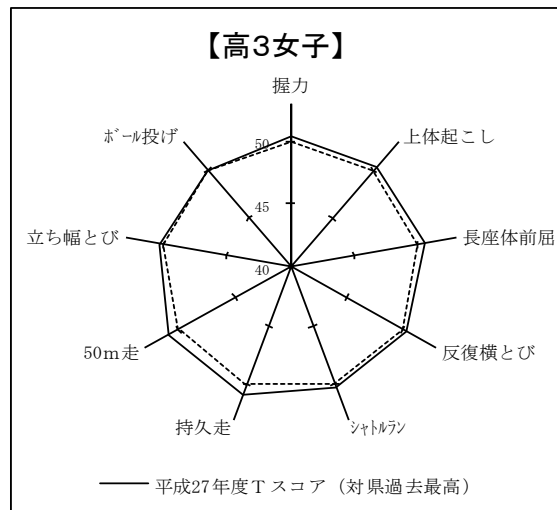 【高3女子】
握力
上体起こし
長座体前屈
反復横とび
ｼｬﾄﾙﾗﾝ
持久走
50ｍ走
立ち幅とび
ﾎﾞｰﾙ投げ
50
45
40
平成27年度Ｔスコア（対県過去最高）